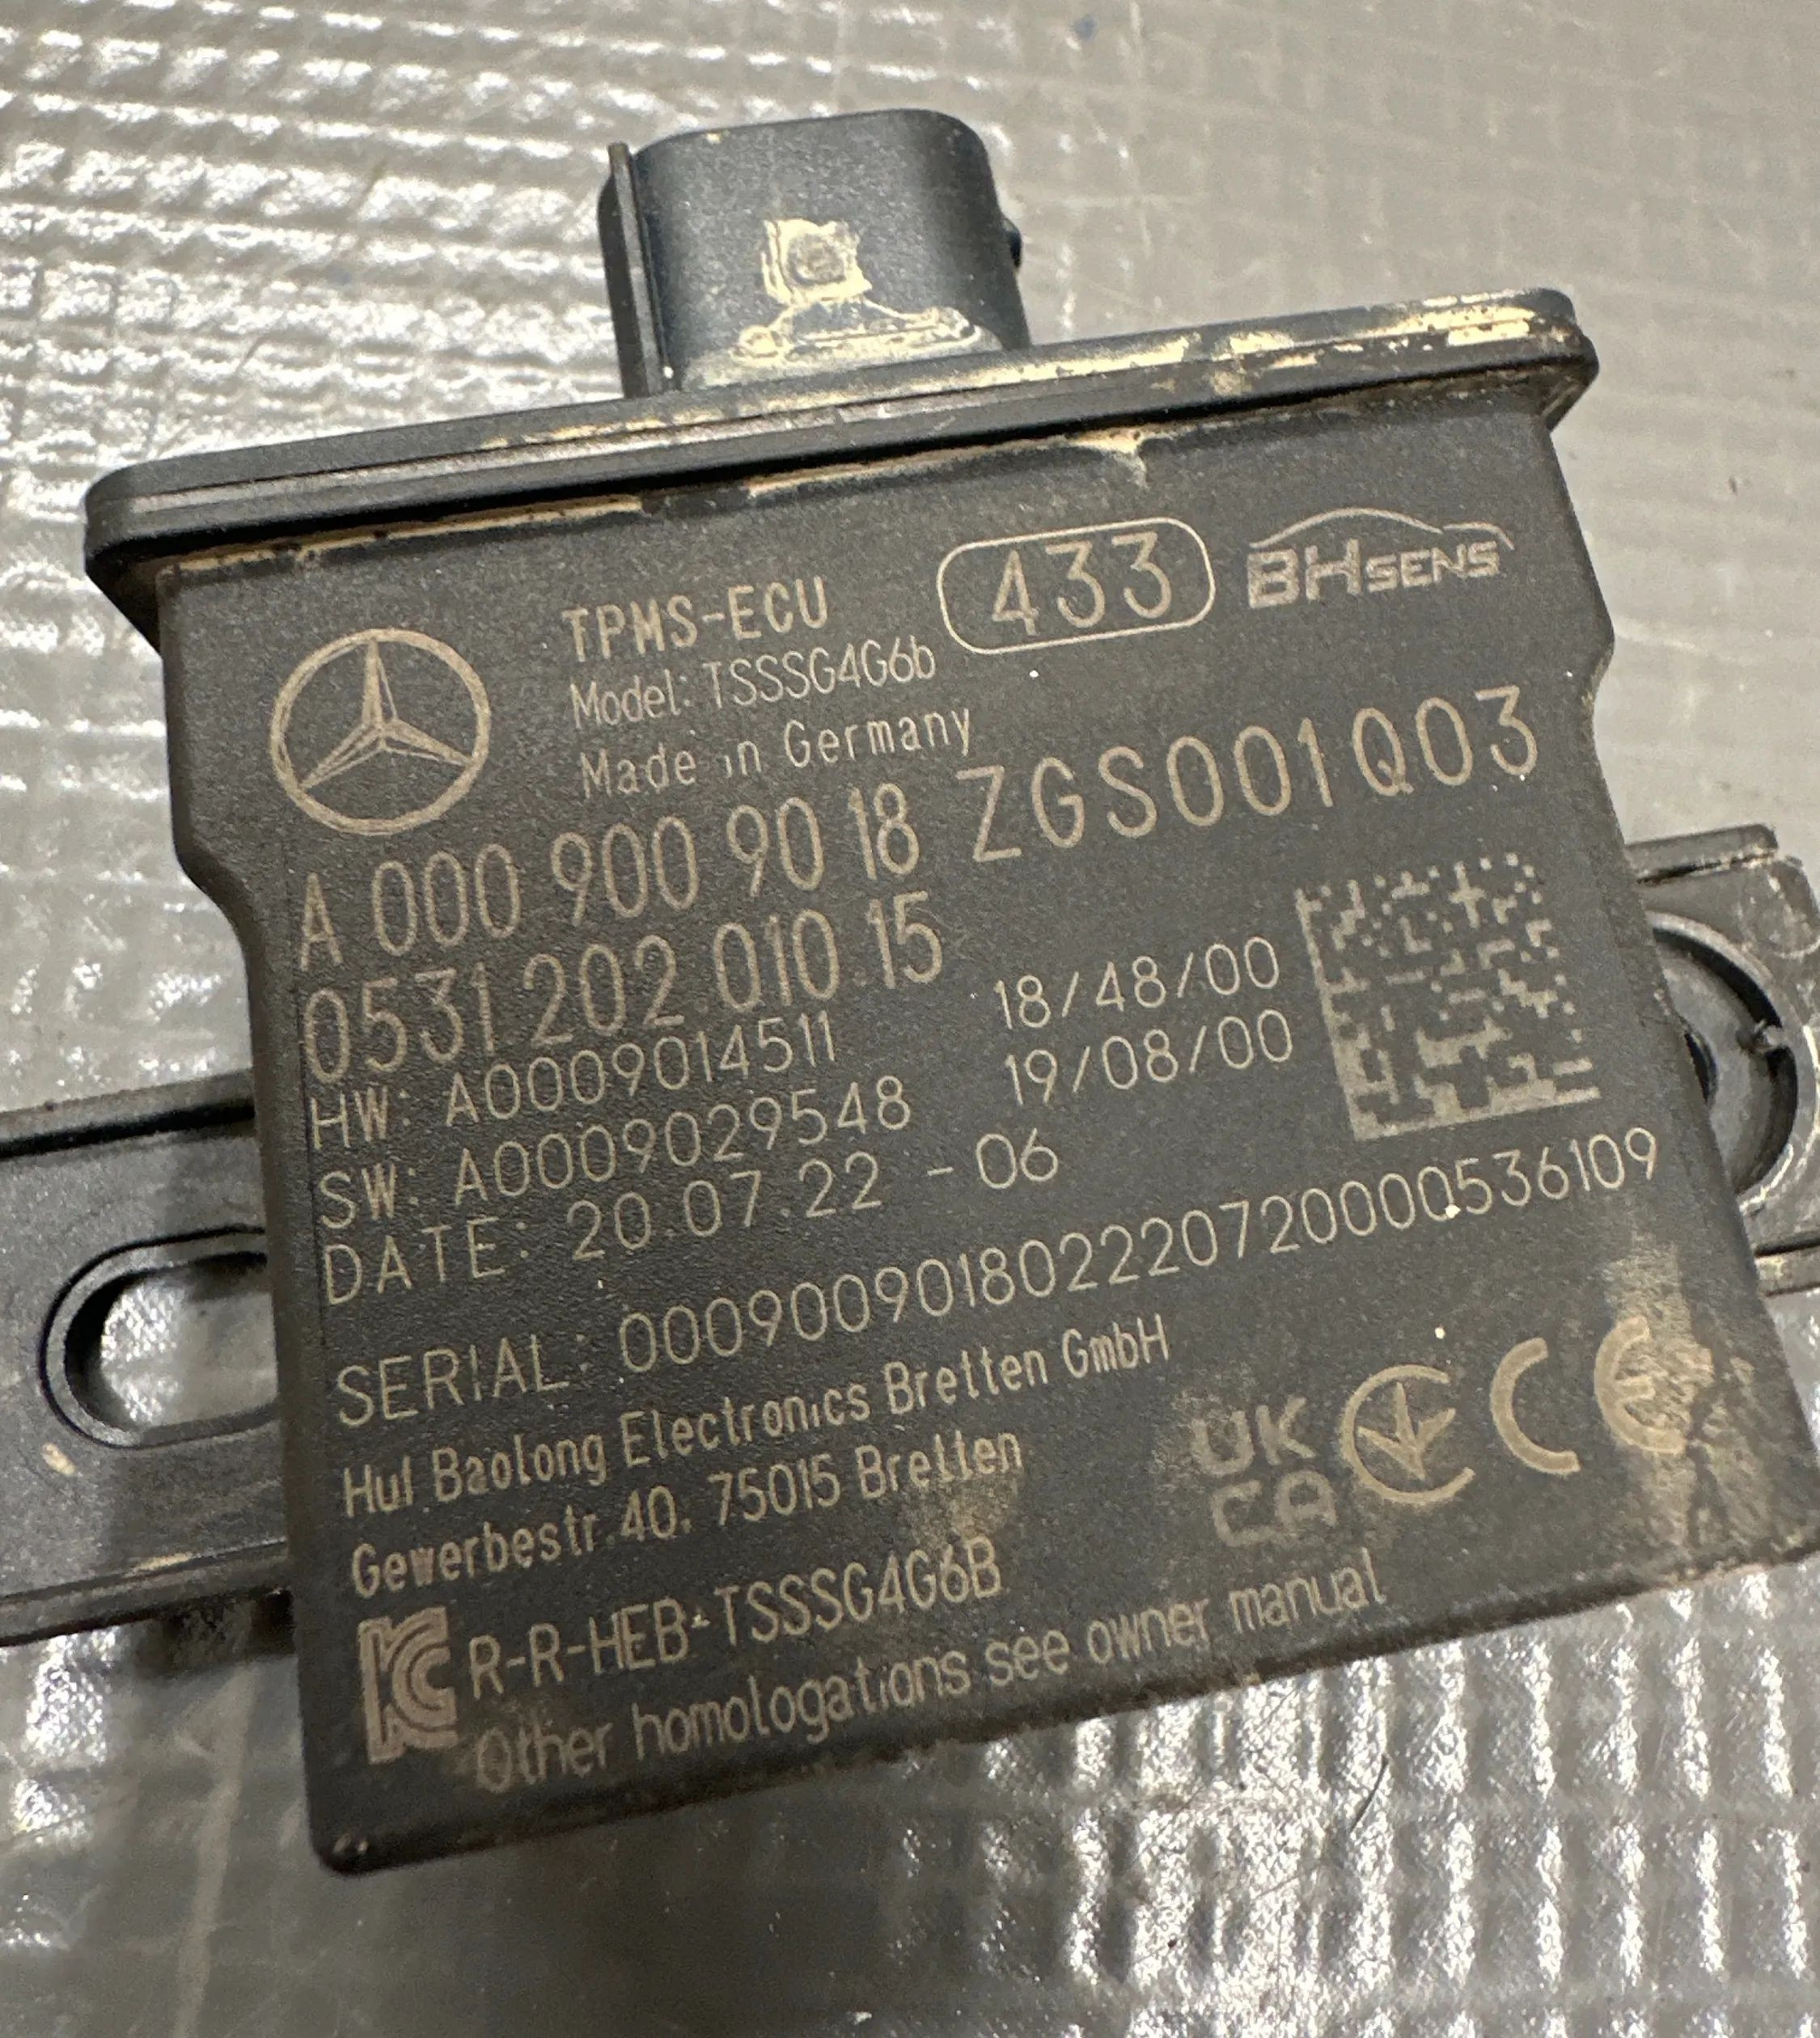 TPMS-ECU
433
BHSENS
Model: TSSSG4G6b
Made in Germany
A 000 900 90 18 ZGS001Q03
0531 202 010 15
HW: A0009014511 18/48/00
SW: A0009029548 19/08/00
DATE: 20.07.22 - 06
SERIAL: 00090090180222072000​0536109
Huf Baolong Electronics Bretten GmbH
Gewerbestr.40, 75015 Bretten
UK
CA
CE
R-R-HEB-TSSSG4G6B
Other homologations see owner manual